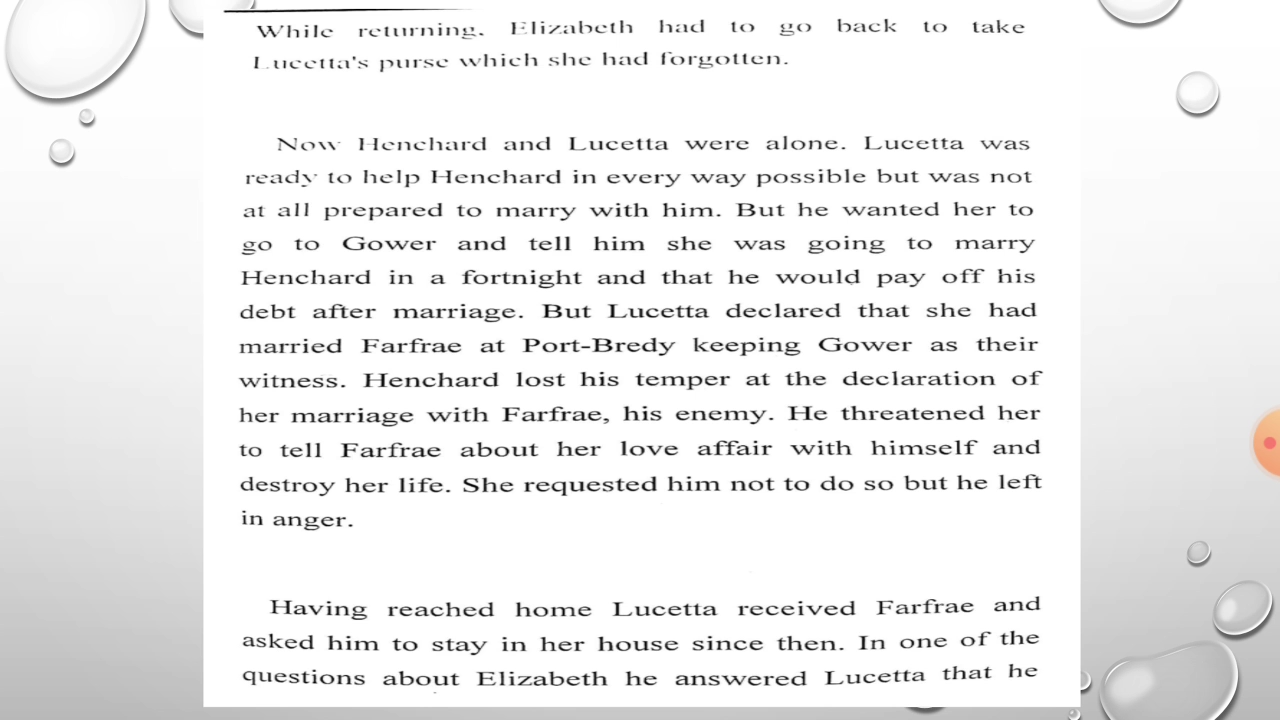 While returning, Elizabeth had to go back to take
Lucetta's purse which she had forgotten.
Now Henchard and Lucetta were alone. Lucetta was
ready to help Henchard in every way possible but was not
at all prepared to marry with him. But he wanted her to
go to Gower and tell him she was going to marry
Henchard in a fortnight and that he would pay off his
debt after marriage. But Lucetta declared that she had
married Farfrae at Port-Bredy keeping Gower as their
witness. Henchard lost his temper at the declaration of
her marriage with Farfrae, his enemy. He threatened her
to tell Farfrae about her love affair with himself and
destroy her life. She requested him not to do so but he left
in anger.
Having reached home Lucetta received Farfrae and
asked him to stay in her house since then. In one of the
questions about Elizabeth he answered Lucetta that he